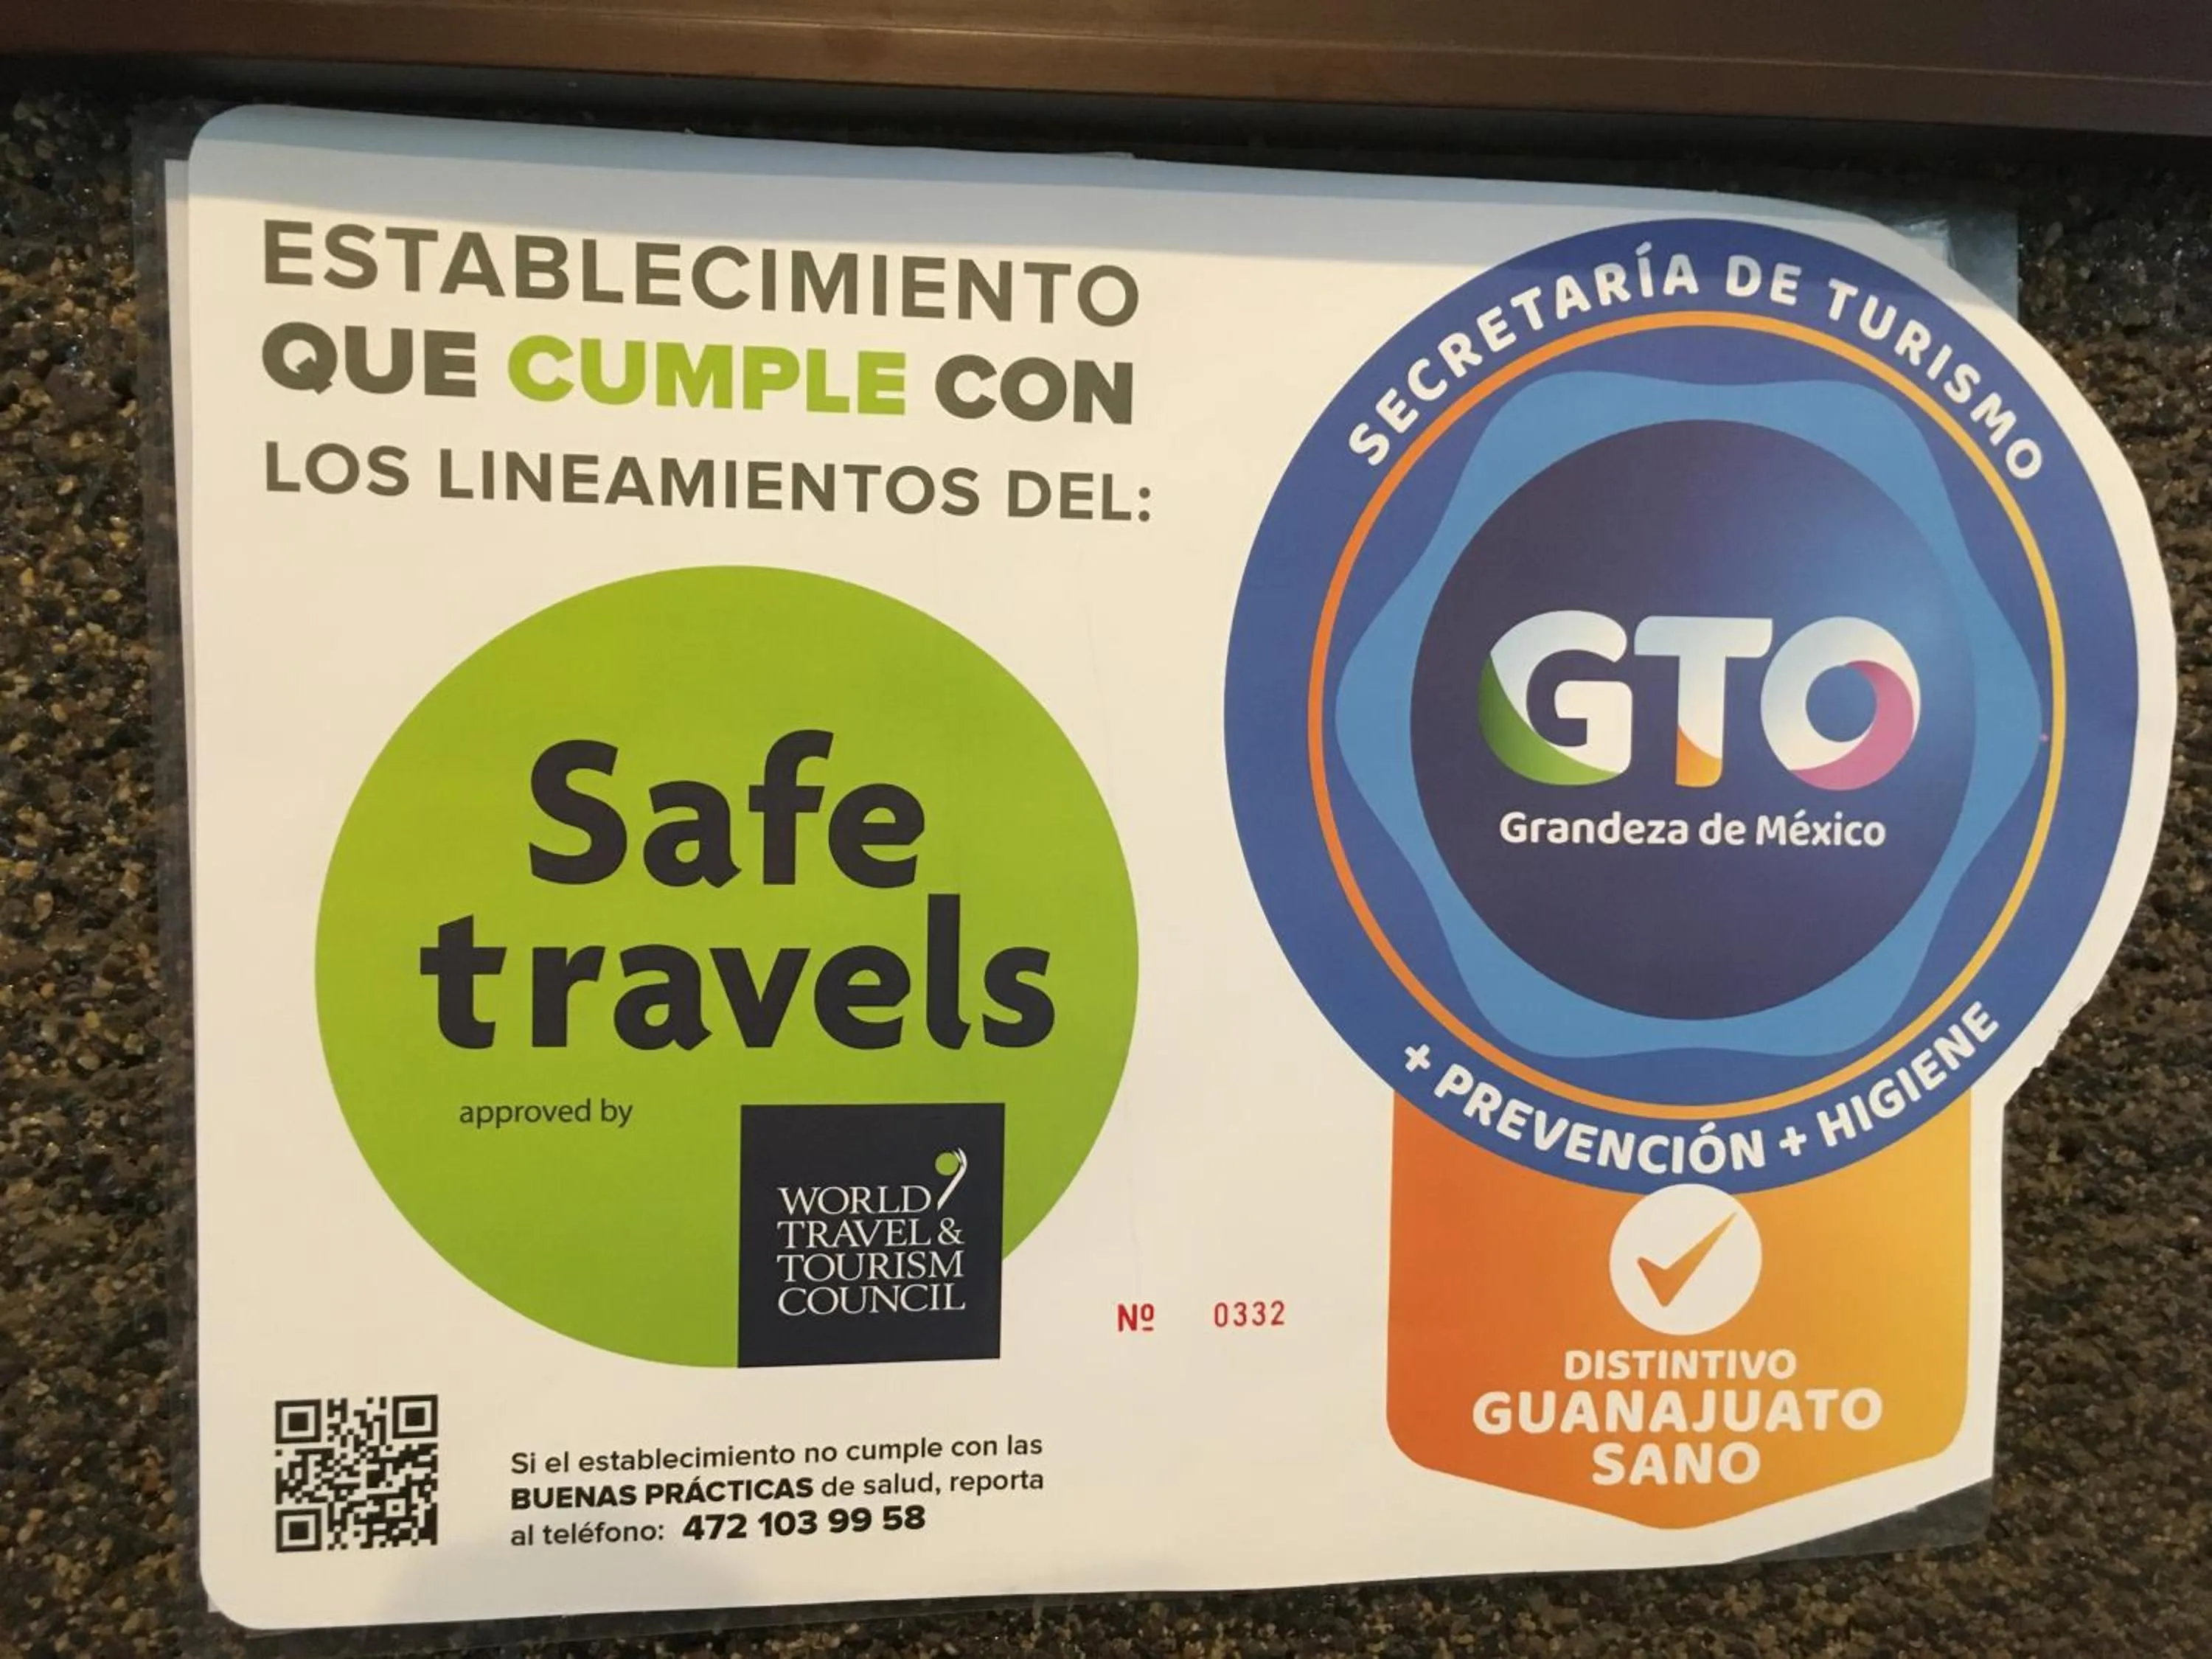 ESTABLECIMIENTO
QUE CUMPLE CON
LOS LINEAMIENTOS DEL:
Safe
travels
approved by
WORLD
TRAVEL &
TOURISM
COUNCIL
Nº 0332
Si el establecimiento no cumple con las
BUENAS PRÁCTICAS de salud, reporta
al teléfono: 472 103 99 58
SECRETARÍA DE TURISMO
GTO
Grandeza de México
+ PREVENCIÓN + HIGIENE
DISTINTIVO
GUANAJUATO
SANO